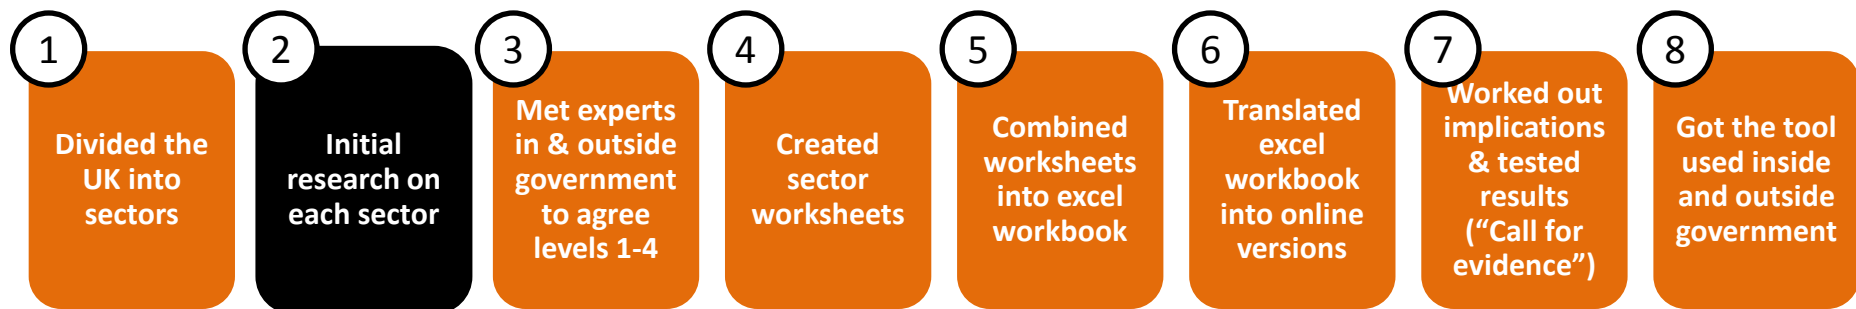 1
Divided the
UK into
sectors
2
Initial
research on
each sector
3
Met experts
in & outside
government
to agree
levels 1-4
4
Created
sector
worksheets
5
Combined
worksheets
into excel
workbook
6
Translated
excel
workbook
into online
versions
7
Worked out
implications
& tested
results
(“Call for
evidence”)
8
Got the tool
used inside
and outside
government